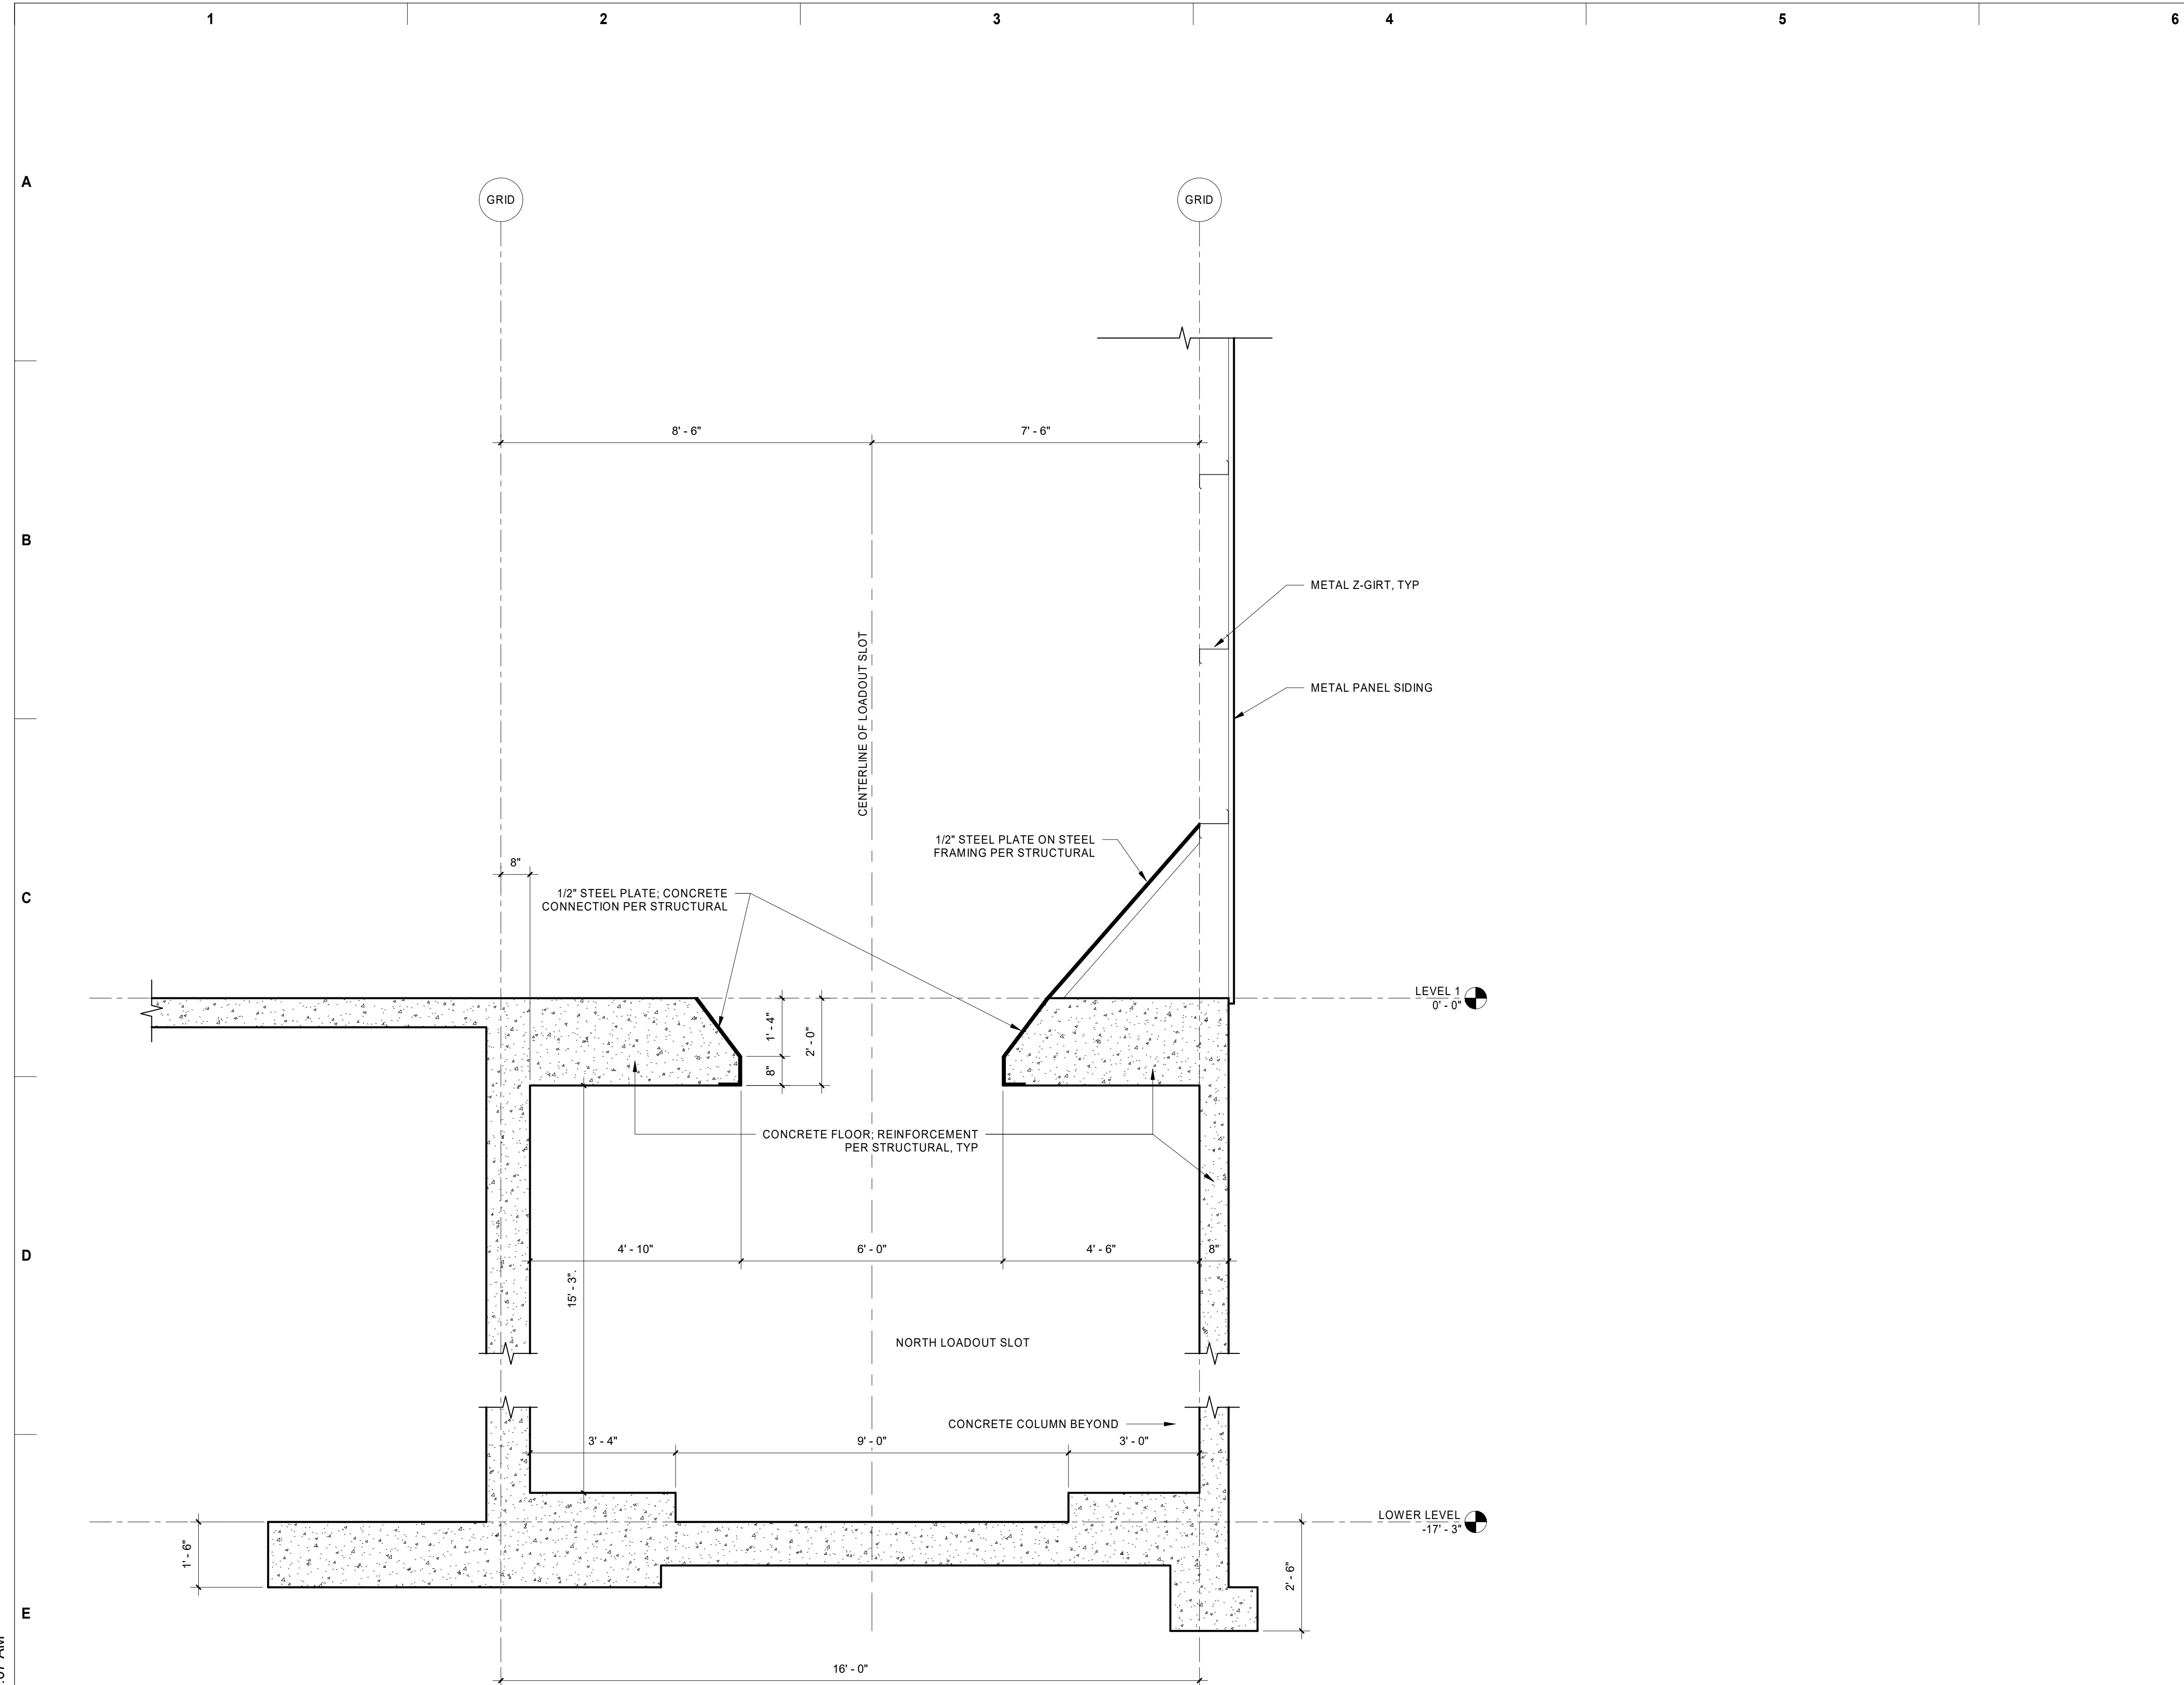 1 2 3 4 5 6
A
GRID GRID
8' - 6" 7' - 6"
B
METAL Z-GIRT, TYP
CENTERLINE OF LOADOUT SLOT
METAL PANEL SIDING
1/2" STEEL PLATE ON STEEL
FRAMING PER STRUCTURAL
8"
C
1/2" STEEL PLATE; CONCRETE
CONNECTION PER STRUCTURAL
LEVEL 1
0' - 0"
1' - 4"
2' - 0"
8"
CONCRETE FLOOR; REINFORCEMENT
PER STRUCTURAL, TYP
D
4' - 10" 6' - 0" 4' - 6" 8"
15' - 3".
NORTH LOADOUT SLOT
CONCRETE COLUMN BEYOND
3' - 4" 9' - 0" 3' - 0"
LOWER LEVEL
-17' - 3"
1' - 6"
2' - 6"
E
16' - 0"
AM